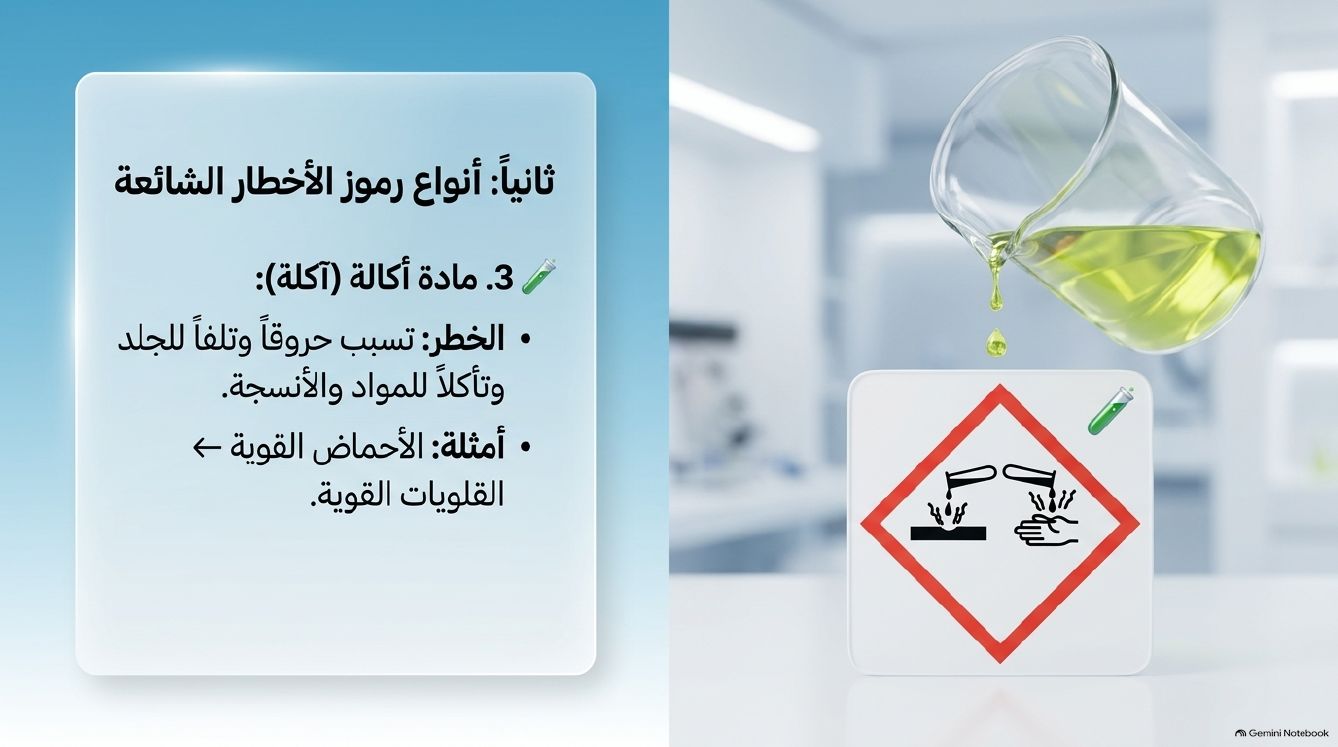 ثانياً: أنواع رموز الأخطار الشائعة
3. مادة أكالة (آكلة):
• الخطر: تسبب حروقاً وتلفاً للجلد
وتأكلاً للمواد والأنسجة.
• أمثلة: الأحماض القوية ←
القلويات القوية.
Gemini Notebook